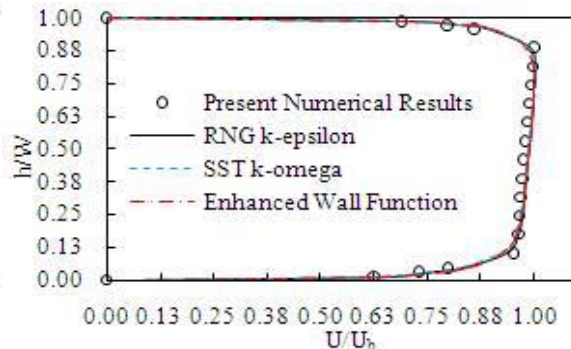 1.00
0.88
0.75
0.63
0.50
0.38
0.25
0.13
0.00
h/W
Present Numerical Results
RNG k-epsilon
SST k-omega
Enhanced Wall Function
0.00 0.13 0.25 0.38 0.50 0.63 0.75 0.88 1.00
U/Ub